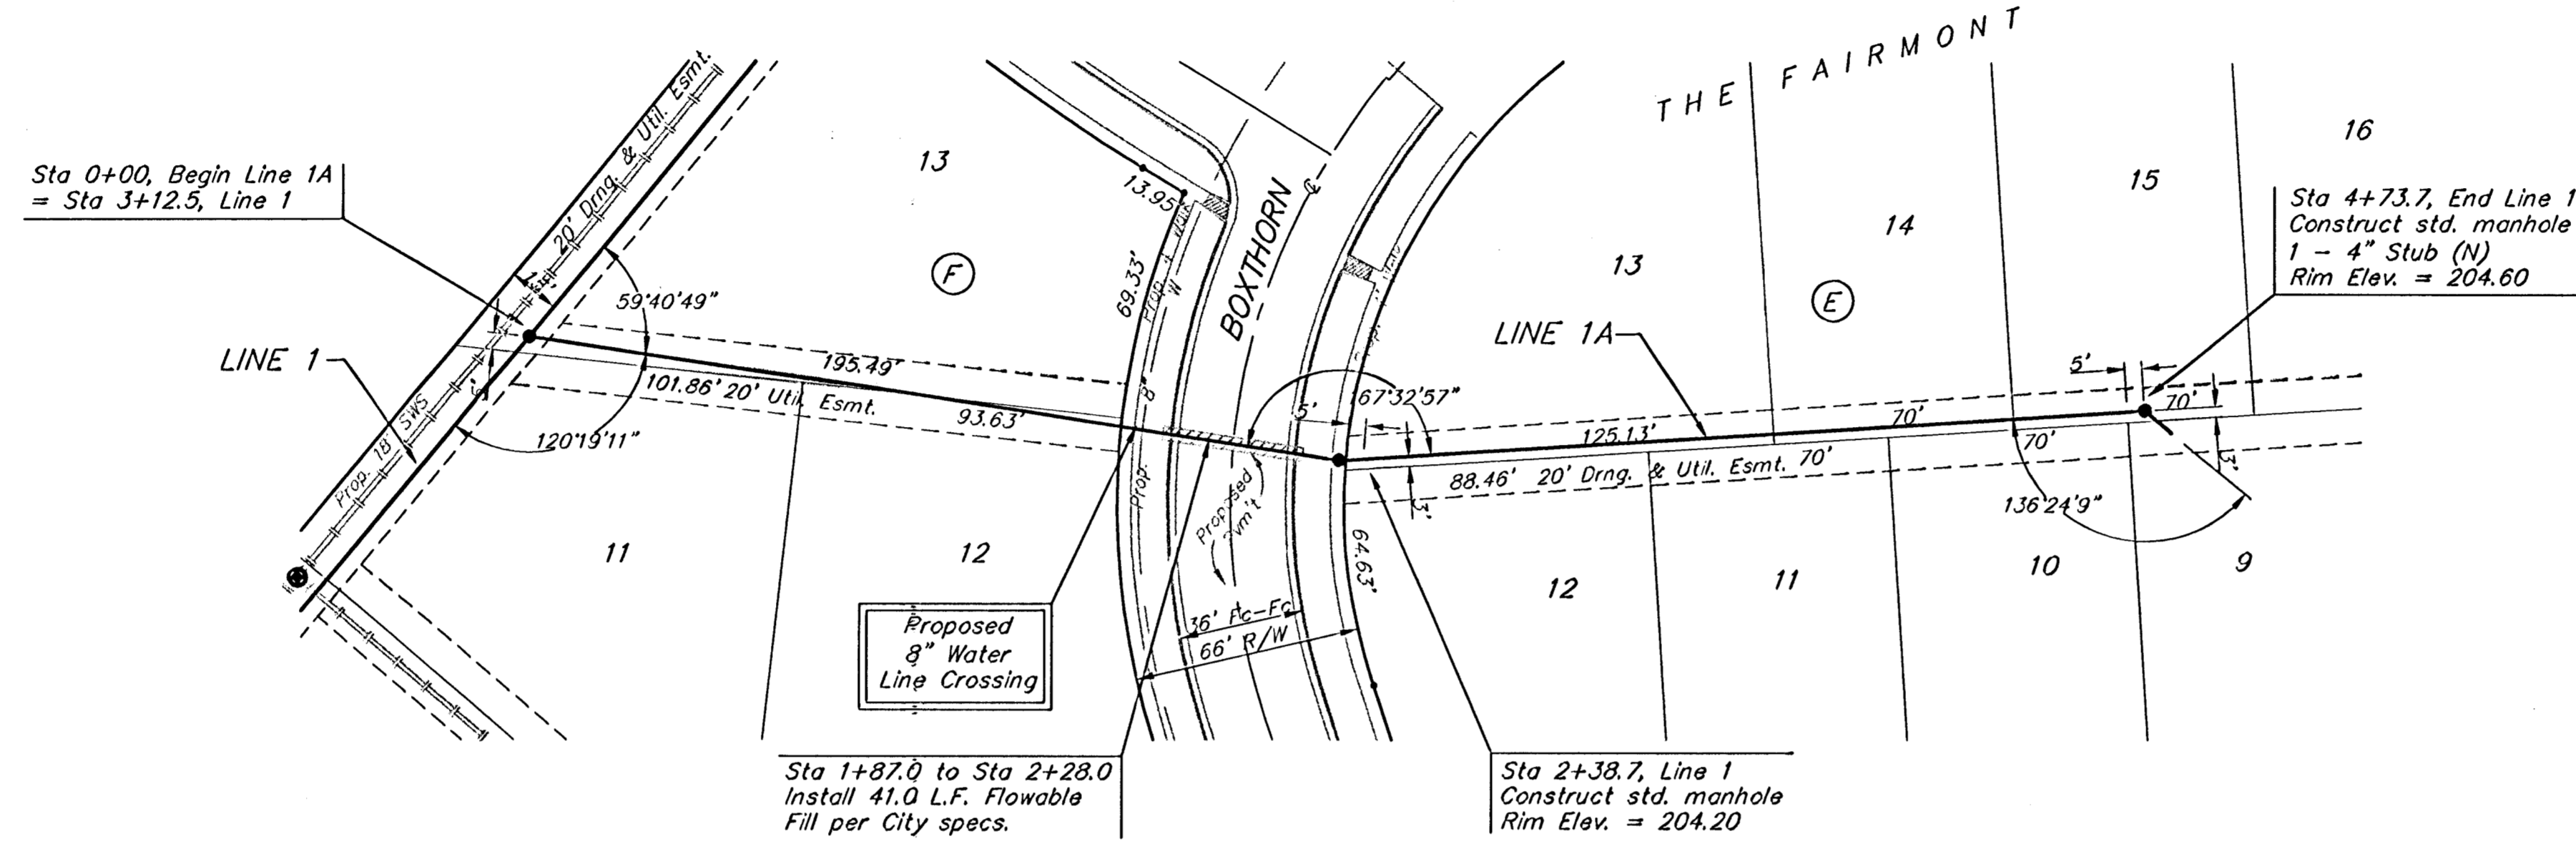 THE FAIRMONT
Sta 0+00, Begin Line 1A
= Sta 3+12.5, Line 1
20' Drng. & Util. Esmt.
13
13.95'
69.33'
F
59°40'49"
LINE 1
Prop. 18" SWS
120°19'11"
195.49'
101.86'
20' Util. Esmt.
93.63'
11
12
BOXTHORN
℄
Prop.
W
Prop. 8"
Proposed
Pvm't
36' Fc-Fc
66' R/W
Proposed
8" Water
Line Crossing
Sta 1+87.0 to Sta 2+28.0
Install 41.0 L.F. Flowable
Fill per City specs.
13
14
15
16
E
LINE 1A
Sta 4+73.7, End Line 1
Construct std. manhole
1 - 4" Stub (N)
Rim Elev. = 204.60
5'
167°32'57"
125.13'
70'
5'
70'
88.46'
20' Drng. & Util. Esmt.
70'
70'
3'
3'
136°24'9"
64.63'
12
11
10
9
Sta 2+38.7, Line 1
Construct std. manhole
Rim Elev. = 204.20